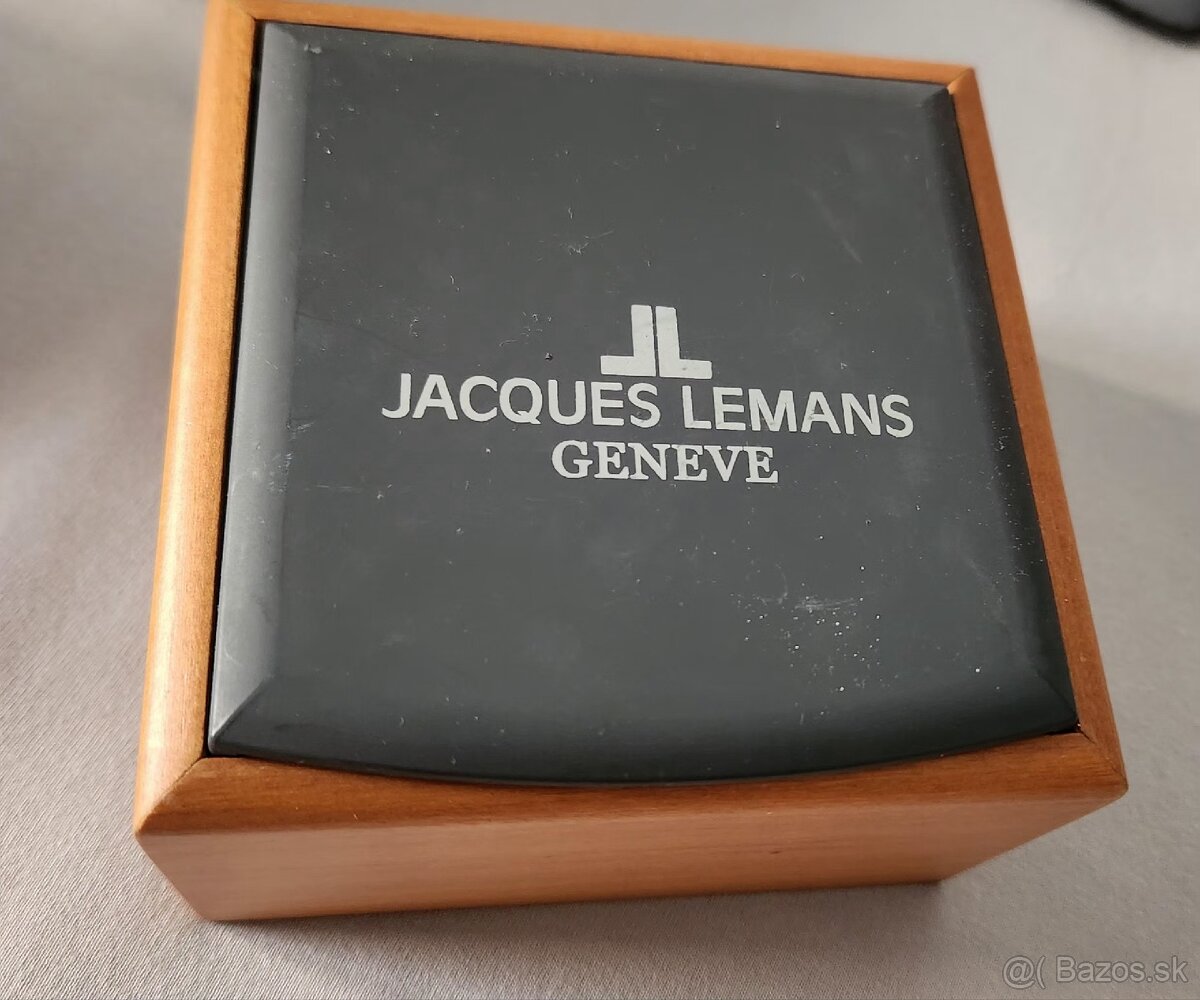 JL
JACQUES LEMANS
GENEVE
@( Bazos.sk